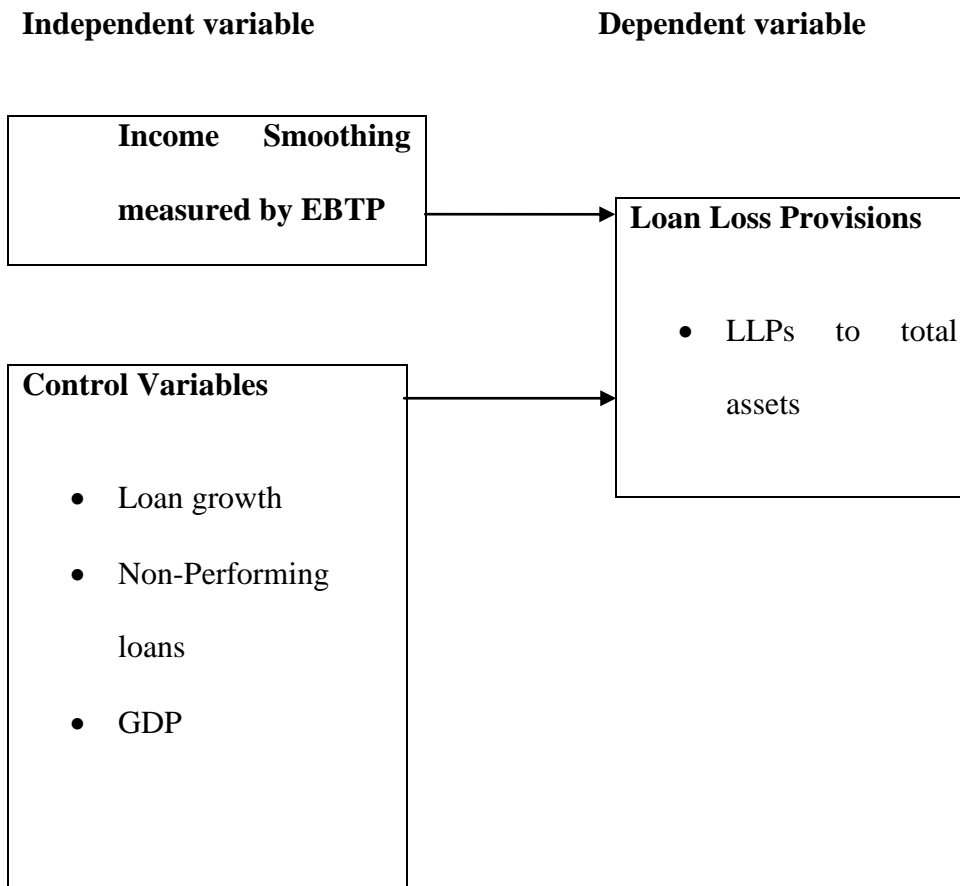 Independent variable
Dependent variable
Income Smoothing
measured by EBTP
Loan Loss Provisions
• LLPs to total
assets
Control Variables
• Loan growth
• Non-Performing
loans
• GDP